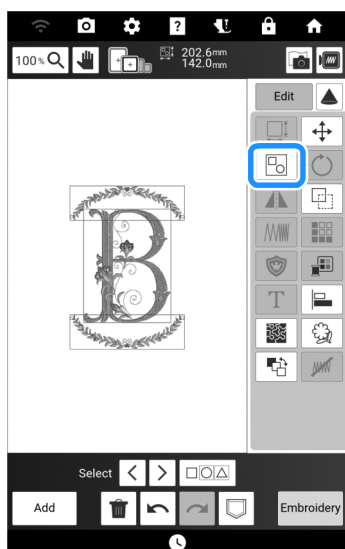 ?
100%
202.6mm
142.0mm
Edit
T
Select
Add
Embroidery
B